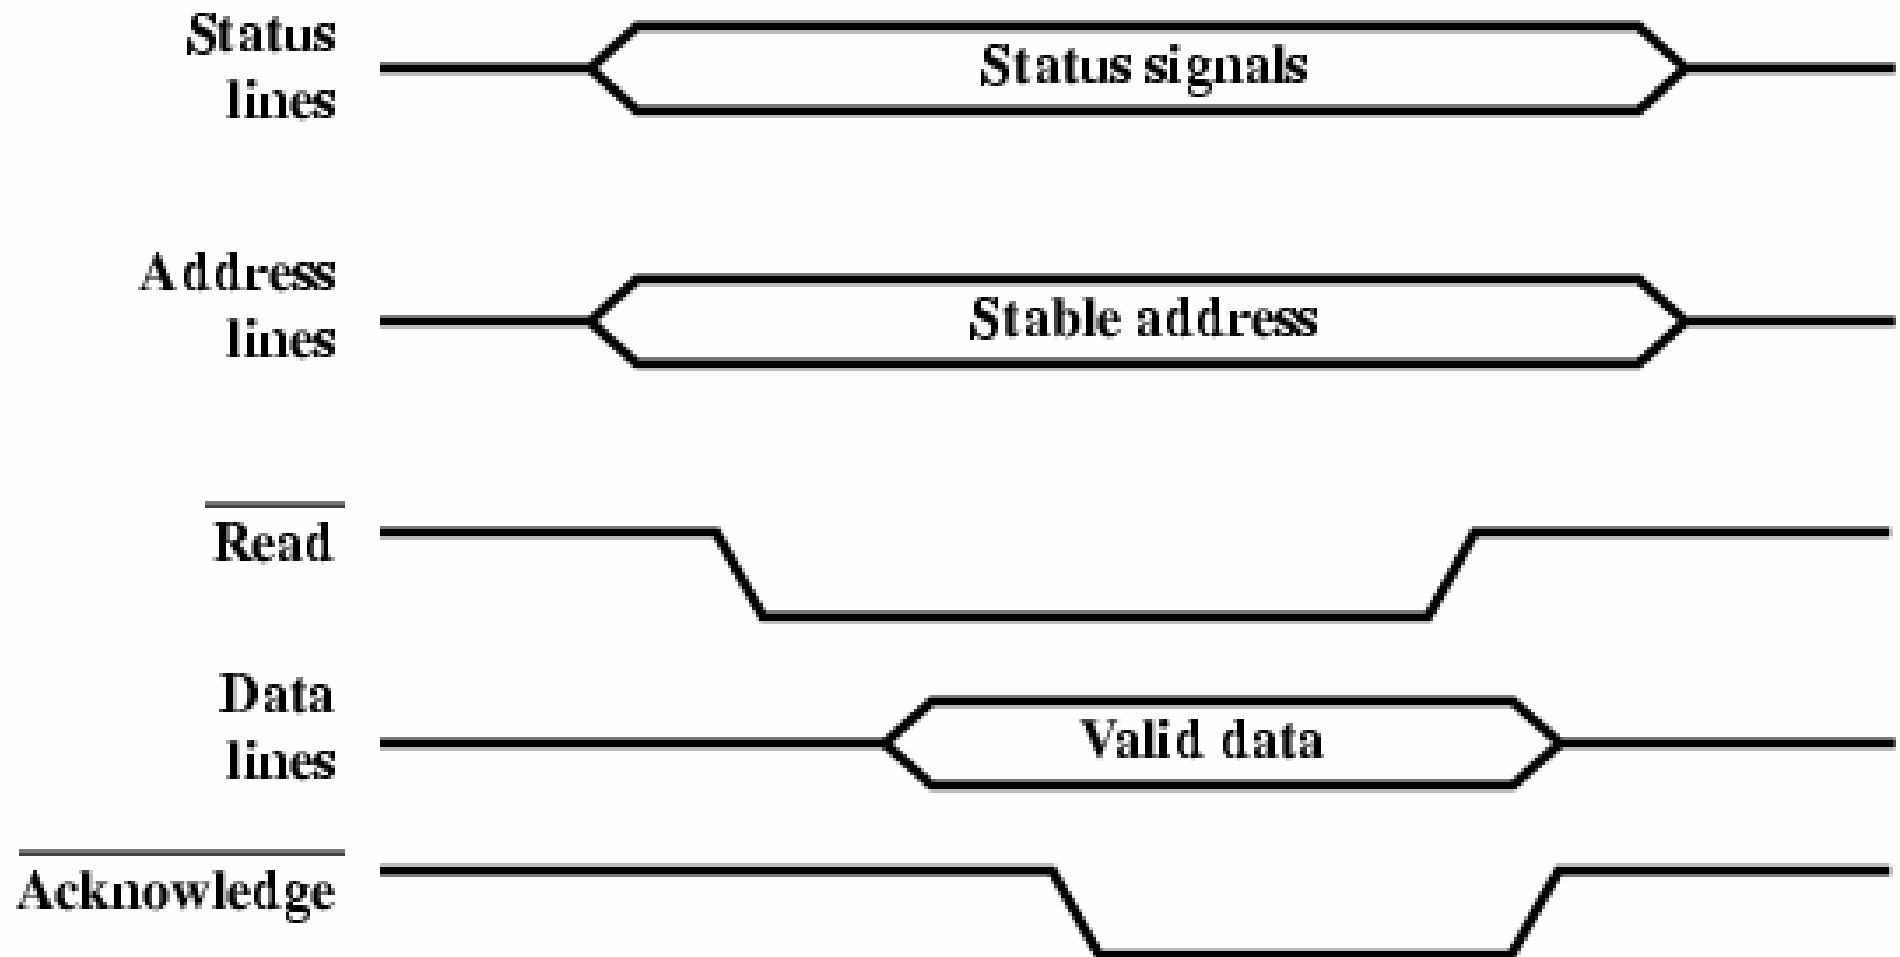 Status
lines
Status signals
Address
lines
Stable address
Read
Data
lines
Valid data
Acknowledge